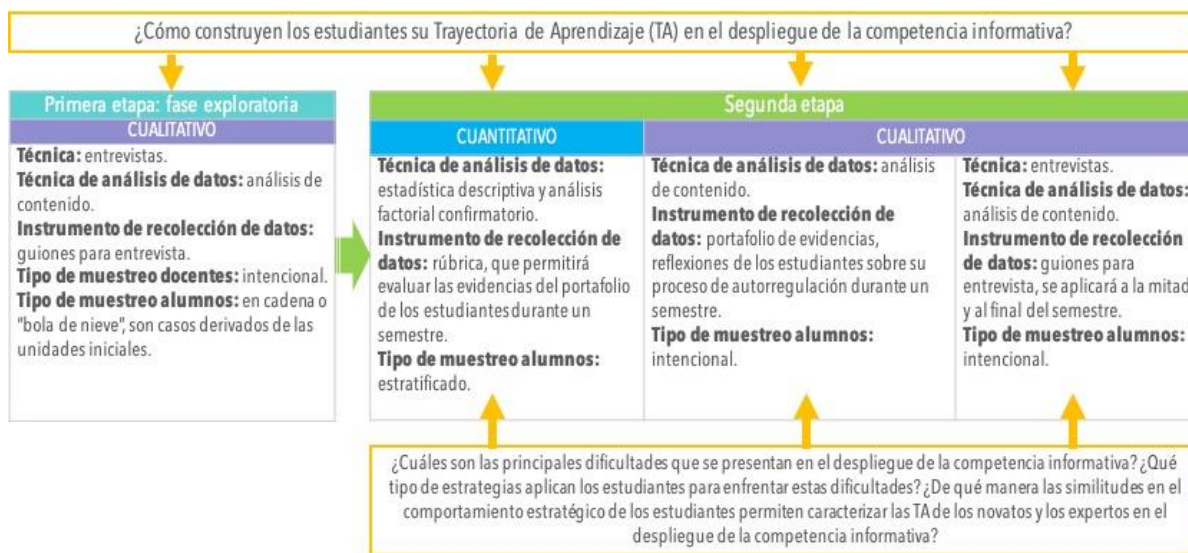 ¿Cómo construyen los estudiantes su Trayectoria de Aprendizaje (TA) en el despliegue de la competencia informativa?
Primera etapa: fase exploratoria
CUALITATIVO
Técnica: entrevistas.
Técnica de análisis de datos: análisis de
contenido.
Instrumento de recolección de datos:
guiones para entrevista.
Tipo de muestreo docentes: intencional.
Tipo de muestreo alumnos: en cadena o
"bola de nieve", son casos derivados de las
unidades iniciales.
Segunda etapa
CUANTITATIVO
Técnica de análisis de datos:
estadística descriptiva y análisis
factorial confirmatorio.
Instrumento de recolección de
datos: rúbrica, que permitirá
evaluar las evidencias del portafolio
de los estudiantes durante un
semestre.
Tipo de muestreo alumnos:
estratificado.
CUALITATIVO
Técnica de análisis de datos: análisis
de contenido.
Instrumento de recolección de
datos: portafolio de evidencias,
reflexiones de los estudiantes sobre su
proceso de autorregulación durante un
semestre.
Tipo de muestreo alumnos:
intencional.
Técnica: entrevistas.
Técnica de análisis de datos:
análisis de contenido.
Instrumento de recolección
de datos: guiones para
entrevista, se aplicará a la mitad
y al final del semestre.
Tipo de muestreo alumnos:
intencional.
¿Cuáles son las principales dificultades que se presentan en el despliegue de la competencia informativa? ¿Qué
tipo de estrategias aplican los estudiantes para enfrentar estas dificultades? ¿De qué manera las similitudes en el
comportamiento estratégico de los estudiantes permiten caracterizar las TA de los novatos y los expertos en el
despliegue de la competencia informativa?